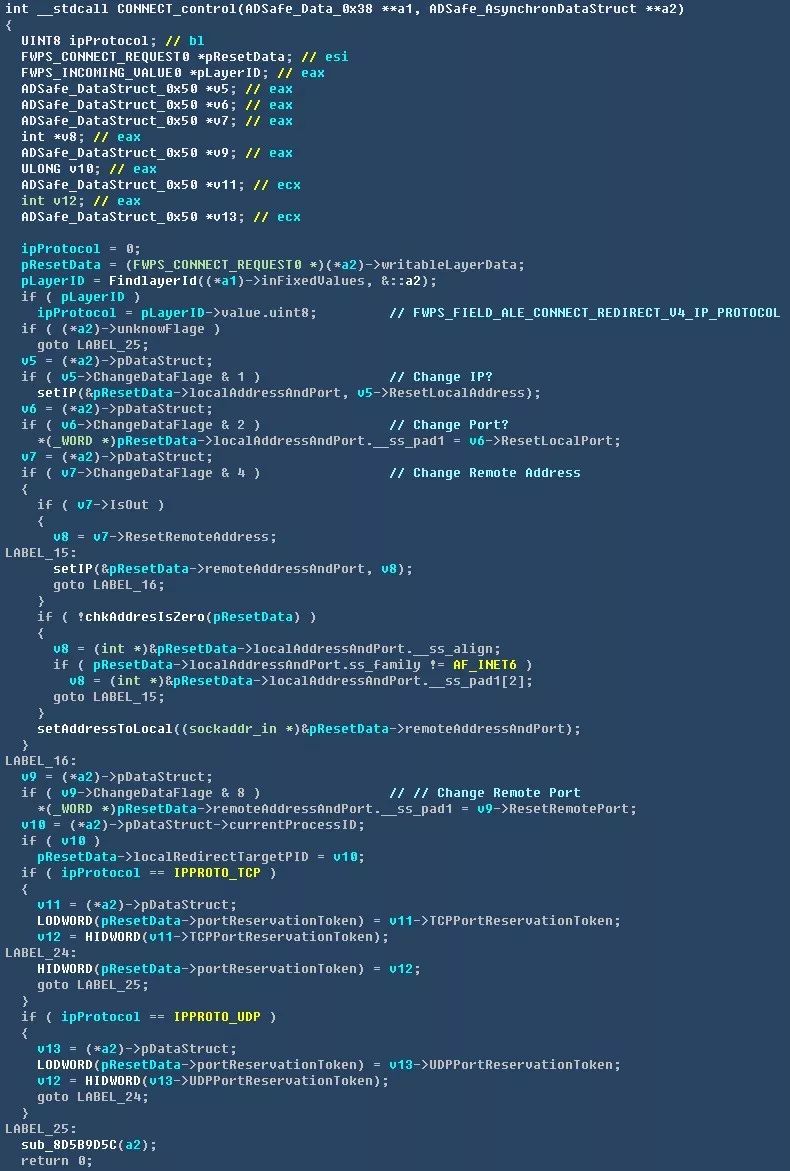 int __stdcall CONNECT_control(ADSafe_Data_0x38 **a1, ADSafe_AsynchronDataStruct **a2)
{
  UINT8 ipProtocol; // bl
  FWPS_CONNECT_REQUEST0 *pResetData; // esi
  FWPS_INCOMING_VALUE0 *pLayerID; // eax
  ADSafe_DataStruct_0x50 *v5; // eax
  ADSafe_DataStruct_0x50 *v6; // eax
  ADSafe_DataStruct_0x50 *v7; // eax
  int *v8; // eax
  ADSafe_DataStruct_0x50 *v9; // eax
  ULONG v10; // eax
  ADSafe_DataStruct_0x50 *v11; // ecx
  int v12; // eax
  ADSafe_DataStruct_0x50 *v13; // ecx

  ipProtocol = 0;
  pResetData = (FWPS_CONNECT_REQUEST0 *)(*a2)->writableLayerData;
  pLayerID = FindlayerId((*a1)->inFixedValues, &::a2);
  if ( pLayerID )
    ipProtocol = pLayerID->value.uint8;         // FWPS_FIELD_ALE_CONNECT_REDIRECT_V4_IP_PROTOCOL
  if ( (*a2)->unknowFlage )
    goto LABEL_25;
  v5 = (*a2)->pDataStruct;
  if ( v5->ChangeDataFlage & 1 )                // Change IP?
    setIP(&pResetData->localAddressAndPort, v5->ResetLocalAddress);
  v6 = (*a2)->pDataStruct;
  if ( v6->ChangeDataFlage & 2 )                // Change Port?
    *(_WORD *)pResetData->localAddressAndPort.__ss_pad1 = v6->ResetLocalPort;
  v7 = (*a2)->pDataStruct;
  if ( v7->ChangeDataFlage & 4 )                // Change Remote Address
  {
    if ( v7->IsOut )
    {
      v8 = v7->ResetRemoteAddress;
LABEL_15:
      setIP(&pResetData->remoteAddressAndPort, v8);
      goto LABEL_16;
    }
    if ( !chkAddresIsZero(pResetData) )
    {
      v8 = (int *)&pResetData->localAddressAndPort.__ss_align;
      if ( pResetData->localAddressAndPort.ss_family != AF_INET6 )
        v8 = (int *)&pResetData->localAddressAndPort.__ss_pad1[2];
      goto LABEL_15;
    }
    setAddressToLocal((sockaddr_in *)&pResetData->remoteAddressAndPort);
  }
LABEL_16:
  v9 = (*a2)->pDataStruct;
  if ( v9->ChangeDataFlage & 8 )                // // Change Remote Port
    *(_WORD *)pResetData->remoteAddressAndPort.__ss_pad1 = v9->ResetRemotePort;
  v10 = (*a2)->pDataStruct->currentProcessID;
  if ( v10 )
    pResetData->localRedirectTargetPID = v10;
  if ( ipProtocol == IPPROTO_TCP )
  {
    v11 = (*a2)->pDataStruct;
    LODWORD(pResetData->portReservationToken) = v11->TCPPortReservationToken;
    v12 = HIDWORD(v11->TCPPortReservationToken);
LABEL_24:
    HIDWORD(pResetData->portReservationToken) = v12;
    goto LABEL_25;
  }
  if ( ipProtocol == IPPROTO_UDP )
  {
    v13 = (*a2)->pDataStruct;
    LODWORD(pResetData->portReservationToken) = v13->UDPPortReservationToken;
    v12 = HIDWORD(v13->UDPPortReservationToken);
    goto LABEL_24;
  }
LABEL_25:
  sub_8D5B9D5C(a2);
  return 0;